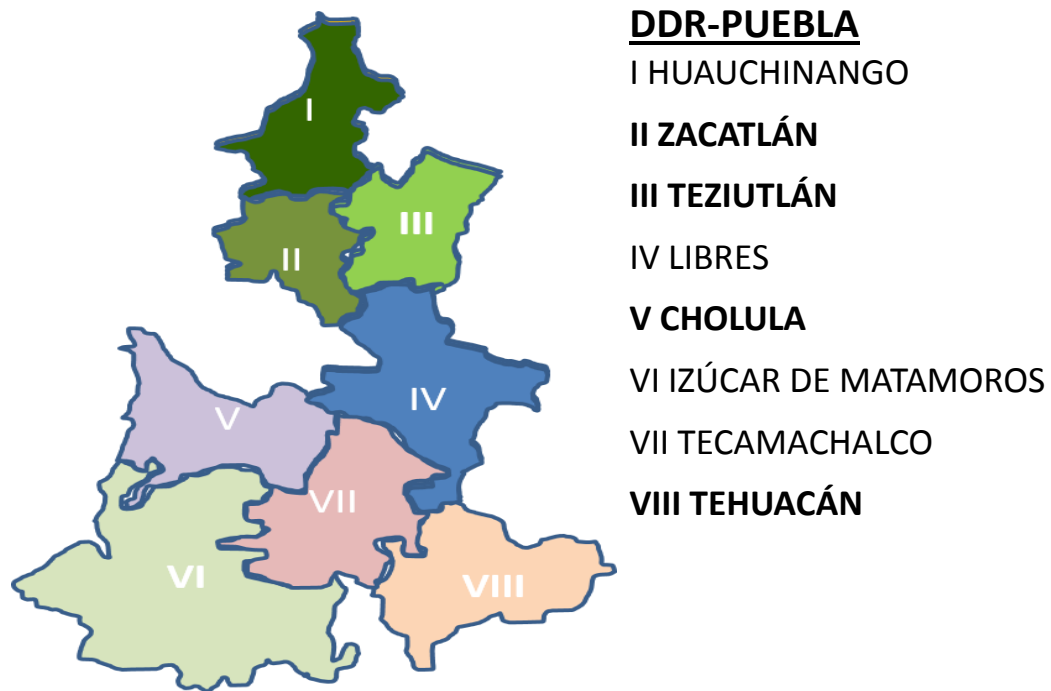 DDR-PUEBLA
I HUAUCHINANGO
II ZACATLÁN
III TEZIUTLÁN
IV LIBRES
V CHOLULA
VI IZÚCAR DE MATAMOROS
VII TECAMACHALCO
VIII TEHUACÁN
I
III
II
IV
V
VII
VI
VIII